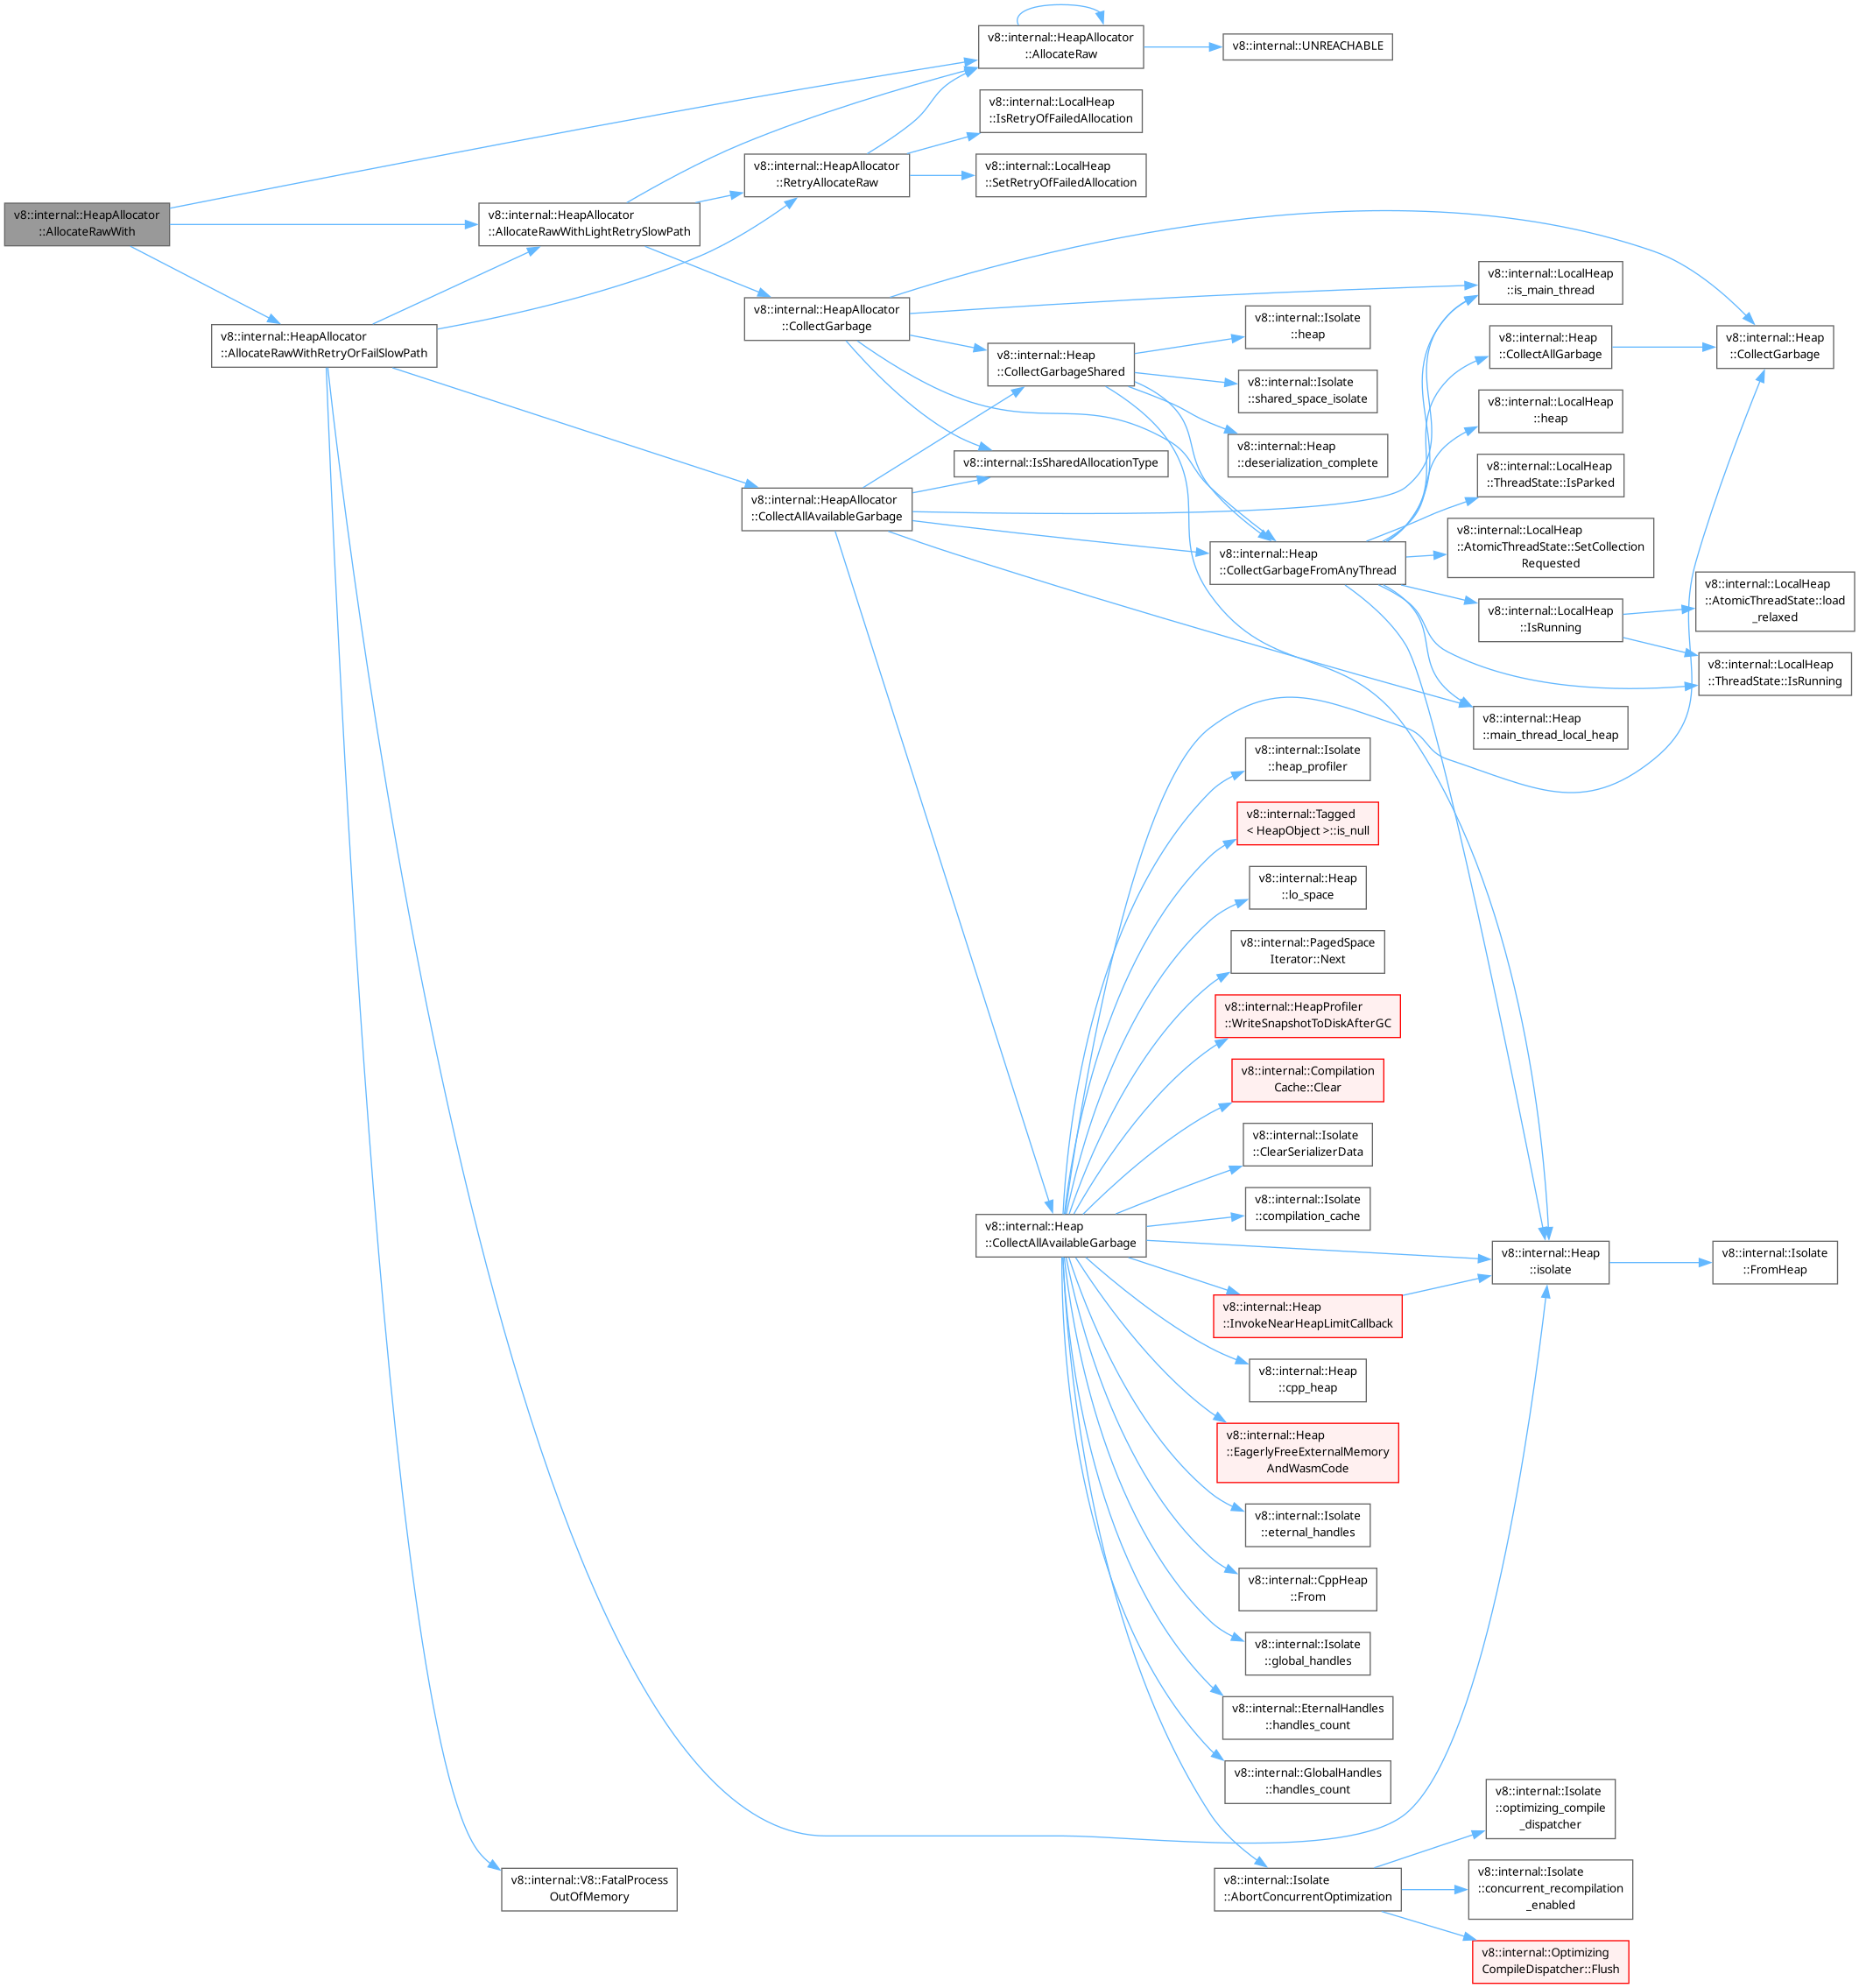 v8::internal::HeapAllocator
::AllocateRawWith
v8::internal::HeapAllocator
::AllocateRaw
v8::internal::UNREACHABLE
v8::internal::LocalHeap
::IsRetryOfFailedAllocation
v8::internal::HeapAllocator
::RetryAllocateRaw
v8::internal::LocalHeap
::SetRetryOfFailedAllocation
v8::internal::HeapAllocator
::AllocateRawWithLightRetrySlowPath
v8::internal::HeapAllocator
::AllocateRawWithRetryOrFailSlowPath
v8::internal::HeapAllocator
::CollectGarbage
v8::internal::LocalHeap
::is_main_thread
v8::internal::Isolate
::heap
v8::internal::Heap
::CollectAllGarbage
v8::internal::Heap
::CollectGarbage
v8::internal::Heap
::CollectGarbageShared
v8::internal::Isolate
::shared_space_isolate
v8::internal::LocalHeap
::heap
v8::internal::Heap
::deserialization_complete
v8::internal::IsSharedAllocationType
v8::internal::LocalHeap
::ThreadState::IsParked
v8::internal::HeapAllocator
::CollectAllAvailableGarbage
v8::internal::Heap
::CollectGarbageFromAnyThread
v8::internal::LocalHeap
::AtomicThreadState::SetCollection
Requested
v8::internal::LocalHeap
::IsRunning
v8::internal::LocalHeap
::AtomicThreadState::load
_relaxed
v8::internal::LocalHeap
::ThreadState::IsRunning
v8::internal::Heap
::main_thread_local_heap
v8::internal::Isolate
::heap_profiler
v8::internal::Tagged
< HeapObject >::is_null
v8::internal::Heap
::lo_space
v8::internal::PagedSpace
Iterator::Next
v8::internal::HeapProfiler
::WriteSnapshotToDiskAfterGC
v8::internal::Compilation
Cache::Clear
v8::internal::Isolate
::ClearSerializerData
v8::internal::Isolate
::compilation_cache
v8::internal::Heap
::CollectAllAvailableGarbage
v8::internal::Heap
::isolate
v8::internal::Isolate
::FromHeap
v8::internal::Heap
::InvokeNearHeapLimitCallback
v8::internal::Heap
::cpp_heap
v8::internal::Heap
::EagerlyFreeExternalMemory
AndWasmCode
v8::internal::Isolate
::eternal_handles
v8::internal::CppHeap
::From
v8::internal::Isolate
::global_handles
v8::internal::EternalHandles
::handles_count
v8::internal::GlobalHandles
::handles_count
v8::internal::Isolate
::optimizing_compile
_dispatcher
v8::internal::V8::FatalProcess
OutOfMemory
v8::internal::Isolate
::AbortConcurrentOptimization
v8::internal::Isolate
::concurrent_recompilation
_enabled
v8::internal::Optimizing
CompileDispatcher::Flush